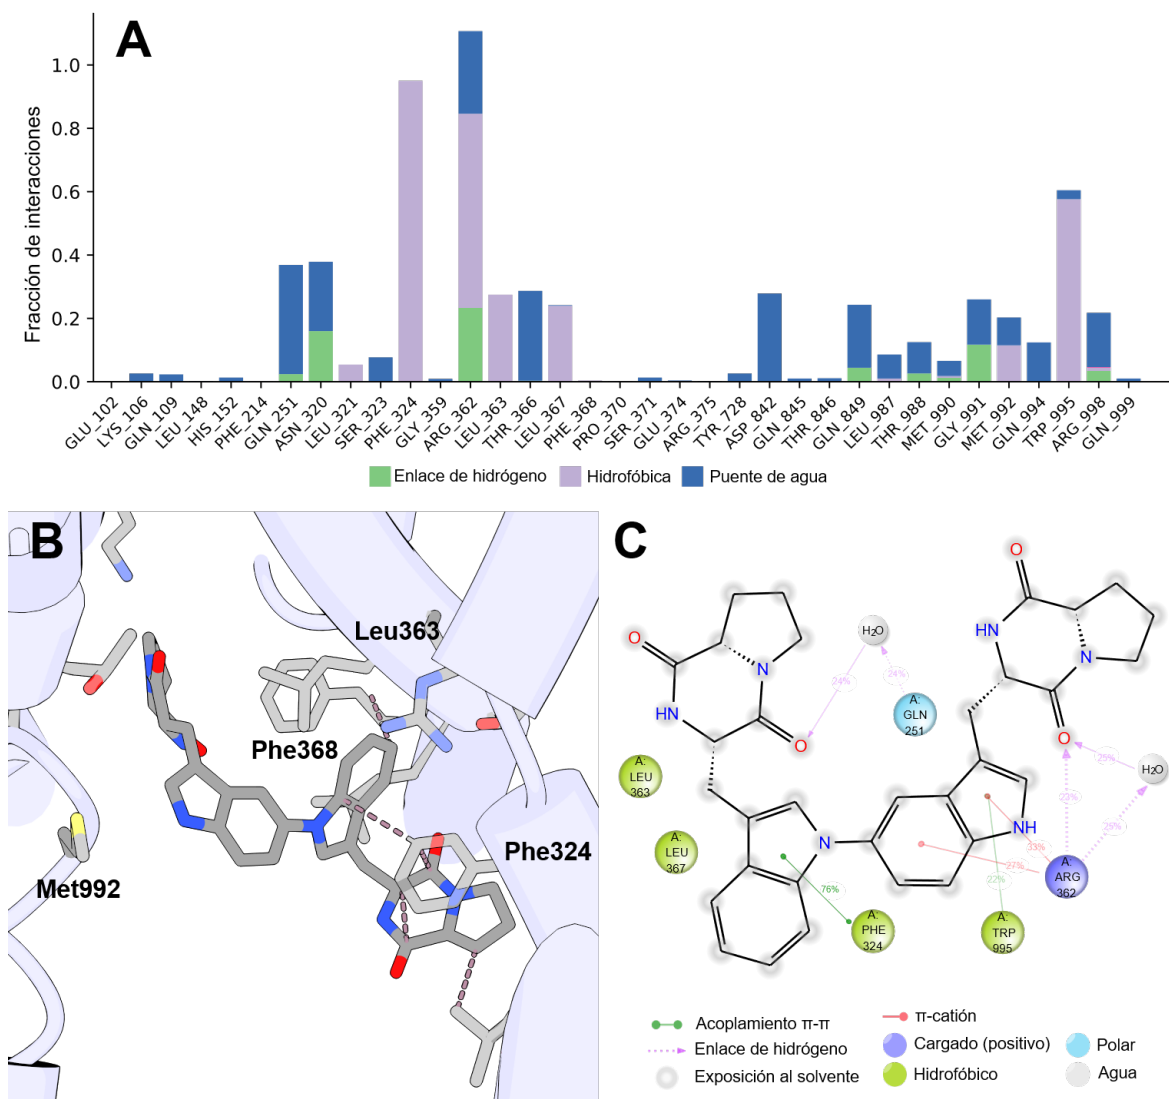 A
Fracción de interacciones
1.0
0.8
0.6
0.4
0.2
0.0
GLU_102
LYS_106
GLN_109
LEU_148
HIS_152
PHE_214
GLN_251
ASN_320
LEU_321
SER_323
PHE_324
GLY_359
ARG_362
LEU_363
THR_366
LEU_367
PHE_368
PRO_370
SER_371
GLU_374
ARG_375
TYR_728
ASP_842
GLN_845
THR_846
GLN_849
LEU_987
THR_988
MET_990
GLY_991
MET_992
GLN_994
TRP_995
ARG_998
GLN_999
Enlace de hidrógeno Hidrofóbica Puente de agua
B
Leu363
Phe368
Phe324
Met992
C
O
O
H₂O
HN
N
24%
24%
HN
N
O
O
A:
GLN
251
A:
LEU
363
H₂O
25%
23%
25%
A:
LEU
367
N
NH
33%
27%
22%
76%
A:
ARG
362
A:
PHE
324
A:
TRP
995
Acoplamiento π-π
π-catión
Enlace de hidrógeno
Cargado (positivo)
Polar
Exposición al solvente
Hidrofóbico
Agua